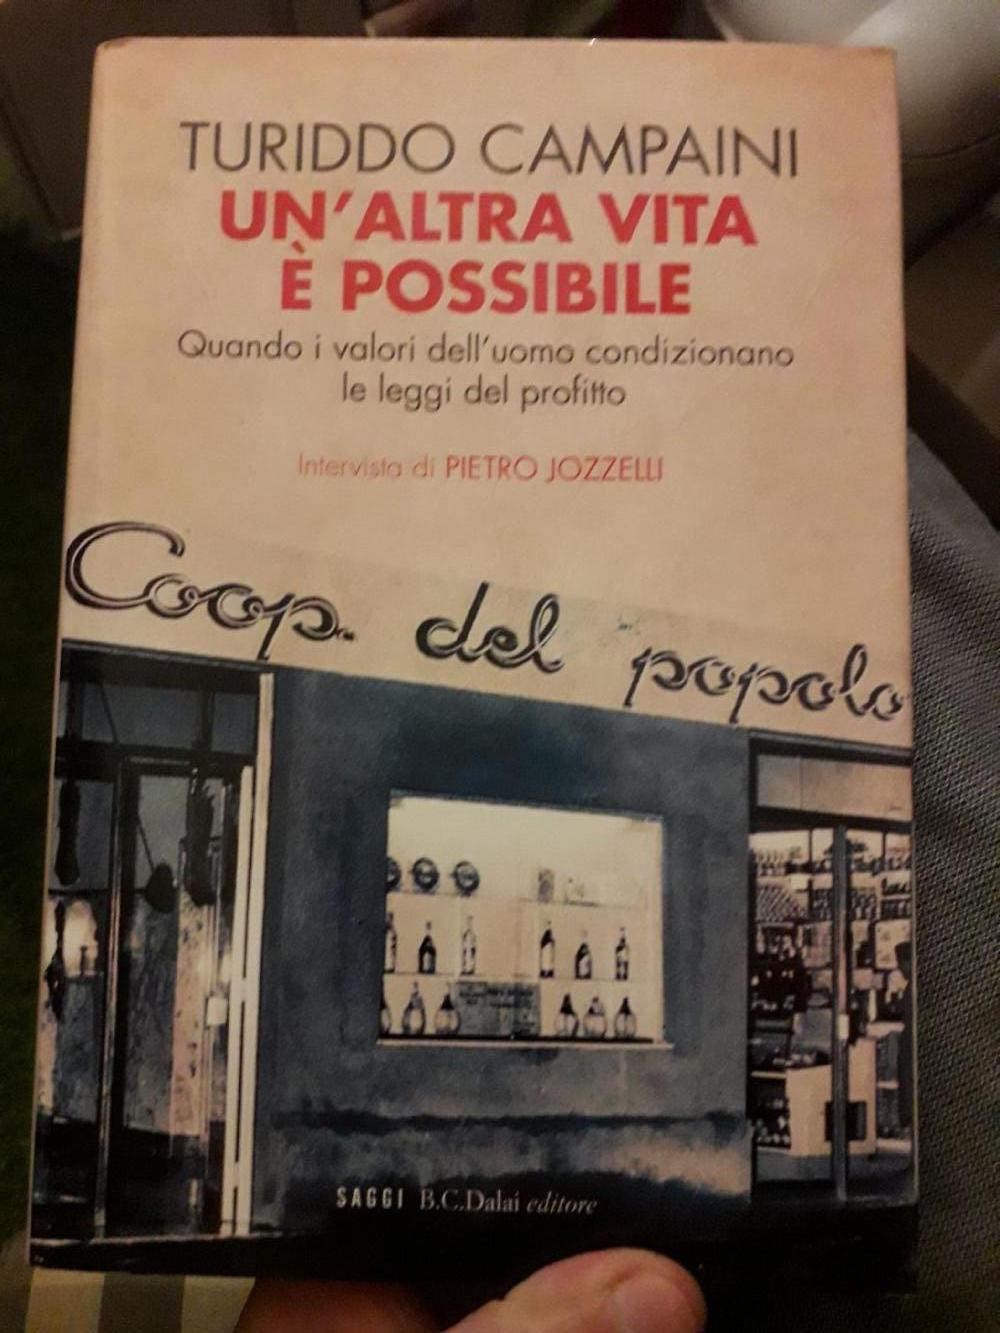 TURIDDO CAMPAINI
UN'ALTRA VITA
È POSSIBILE
Quando i valori dell'uomo condizionano
le leggi del profitto
Intervista di PIETRO JOZZELLI
Coop. del popolo
SAGGI B.C.Dalai editore